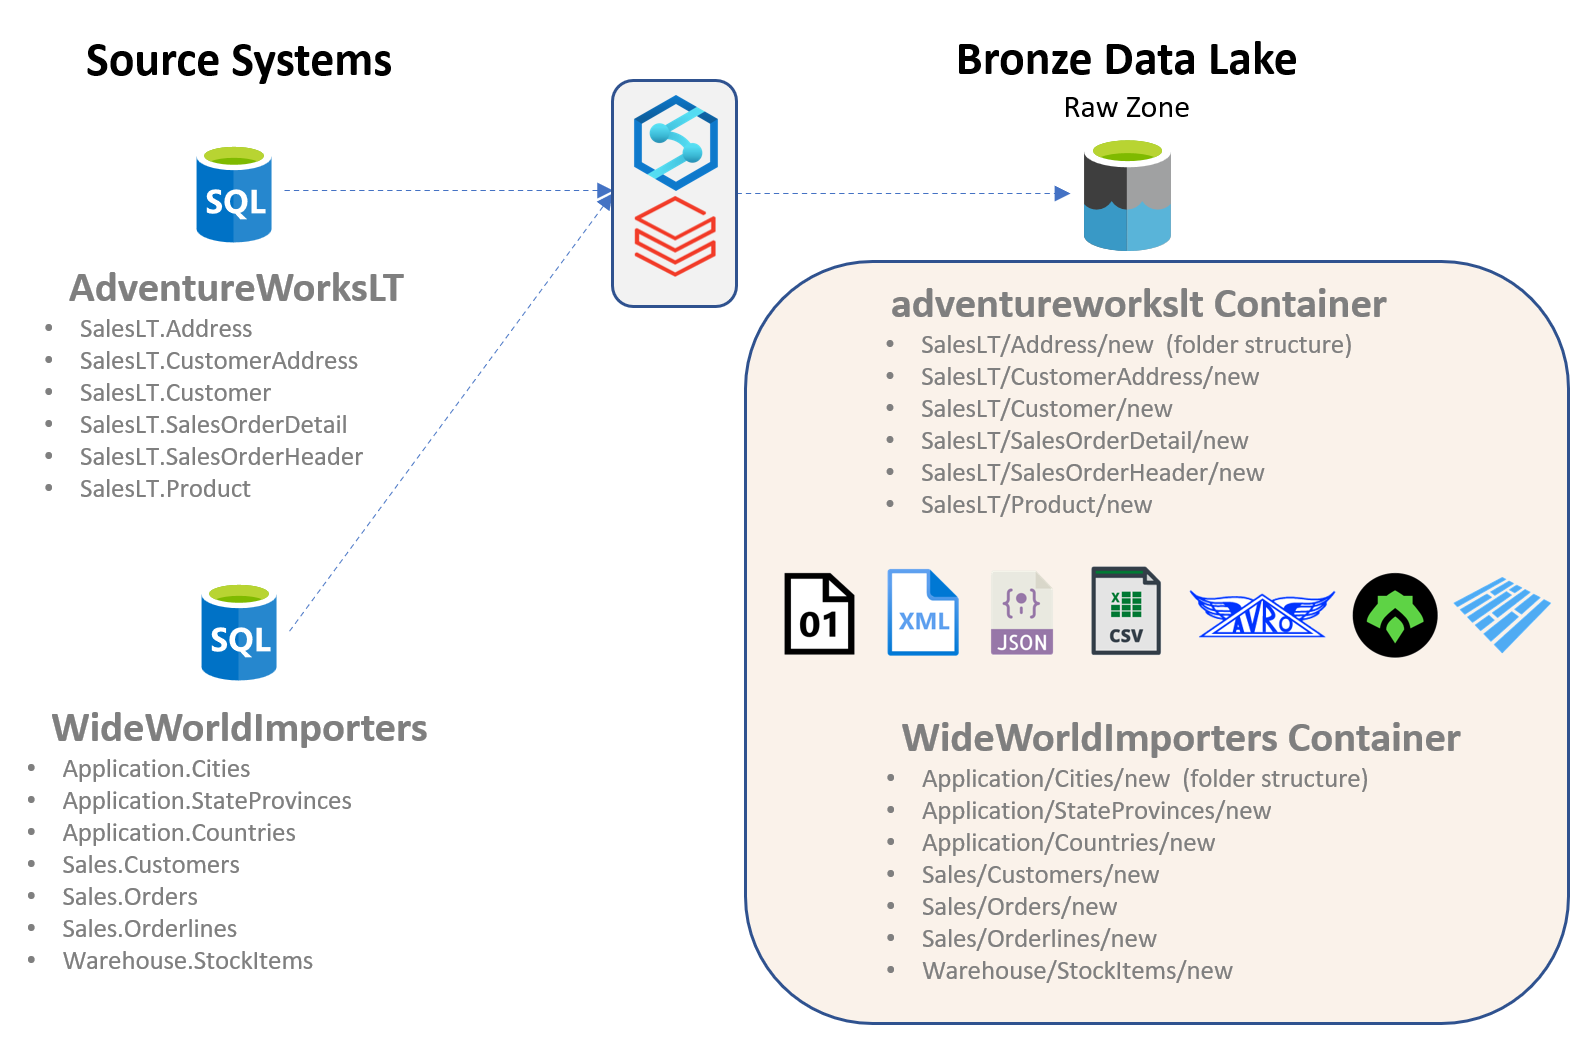 Source Systems
Bronze Data Lake
Raw Zone
SQL
AdventureWorksLT
• SalesLT.Address
• SalesLT.CustomerAddress
• SalesLT.Customer
• SalesLT.SalesOrderDetail
• SalesLT.SalesOrderHeader
• SalesLT.Product
SQL
WideWorldImporters
• Application.Cities
• Application.StateProvinces
• Application.Countries
• Sales.Customers
• Sales.Orders
• Sales.Orderlines
• Warehouse.StockItems
adventureworkslt Container
• SalesLT/Address/new (folder structure)
• SalesLT/CustomerAddress/new
• SalesLT/Customer/new
• SalesLT/SalesOrderDetail/new
• SalesLT/SalesOrderHeader/new
• SalesLT/Product/new
01
XML
{ } JSON
X CSV
AVRO
WideWorldImporters Container
• Application/Cities/new (folder structure)
• Application/StateProvinces/new
• Application/Countries/new
• Sales/Customers/new
• Sales/Orders/new
• Sales/Orderlines/new
• Warehouse/StockItems/new